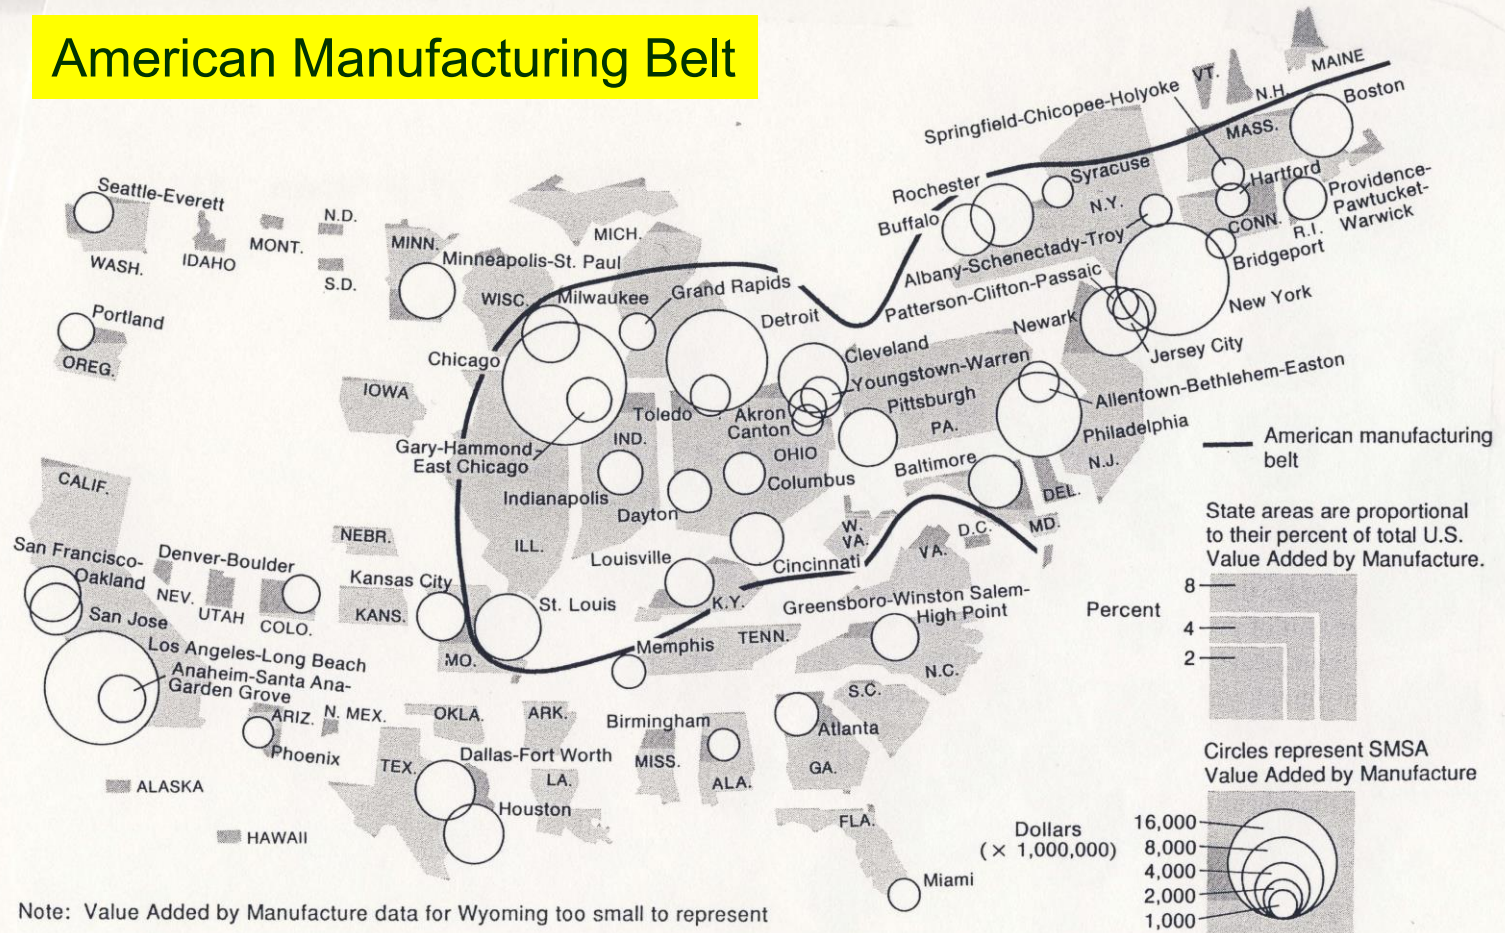 American Manufacturing Belt
MAINE
VT.
N.H.
Boston
Springfield-Chicopee-Holyoke
MASS.
Syracuse
Hartford
Rochester
Providence-
Pawtucket-
Warwick
Buffalo
N.Y.
CONN.
R.I.
Albany-Schenectady-Troy
Bridgeport
Patterson-Clifton-Passaic
New York
Newark
Jersey City
Seattle-Everett
WASH.
IDAHO
MONT.
N.D.
S.D.
MINN.
Minneapolis-St. Paul
MICH.
WISC.
Milwaukee
Grand Rapids
Detroit
Cleveland
Youngstown-Warren
Allentown-Bethlehem-Easton
Portland
OREG.
Chicago
IOWA
Toledo
Akron
Canton
Pittsburgh
PA.
Philadelphia
N.J.
IND.
OHIO
Gary-Hammond-
East Chicago
Baltimore
DEL.
Columbus
Indianapolis
Dayton
CALIF.
NEBR.
ILL.
W.
VA.
VA.
D.C.
MD.
Cincinnati
Louisville
K.Y.
San Francisco-
Oakland
San Jose
Denver-Boulder
NEV.
UTAH
COLO.
Kansas City
KANS.
MO.
St. Louis
Memphis
TENN.
Greensboro-Winston Salem-
High Point
N.C.
S.C.
Los Angeles-Long Beach
Anaheim-Santa Ana-
Garden Grove
ARIZ.
N. MEX.
Phoenix
OKLA.
ARK.
Birmingham
MISS.
ALA.
Atlanta
GA.
TEX.
Dallas-Fort Worth
LA.
Houston
FLA.
Miami
ALASKA
HAWAII
American manufacturing
belt
State areas are proportional
to their percent of total U.S.
Value Added by Manufacture.
Percent
8
4
2
Circles represent SMSA
Value Added by Manufacture
Dollars
(× 1,000,000)
16,000
8,000
4,000
2,000
1,000
Note: Value Added by Manufacture data for Wyoming too small to represent